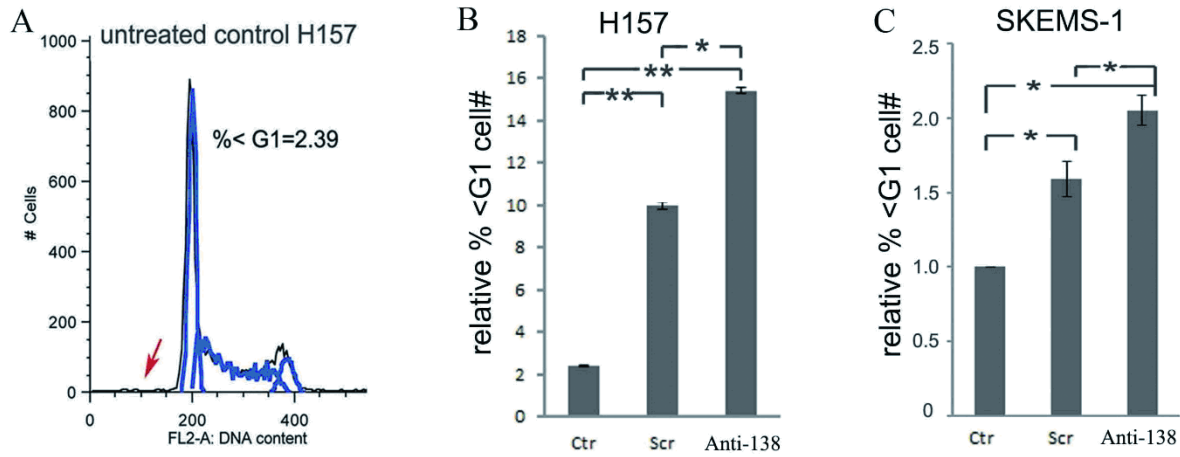 A
untreated control H157
1000
800
600
400
200
0
# Cells
%< G1=2.39
0 200 400
FL2-A: DNA content
B
H157
18
16
14
12
10
8
6
4
2
0
relative % <G1 cell#
*
**
**
Ctr Scr Anti-138
C
SKEMS-1
2.5
2.0
1.5
1.0
0.5
0
relative % <G1 cell#
*
*
*
Ctr Scr Anti-138